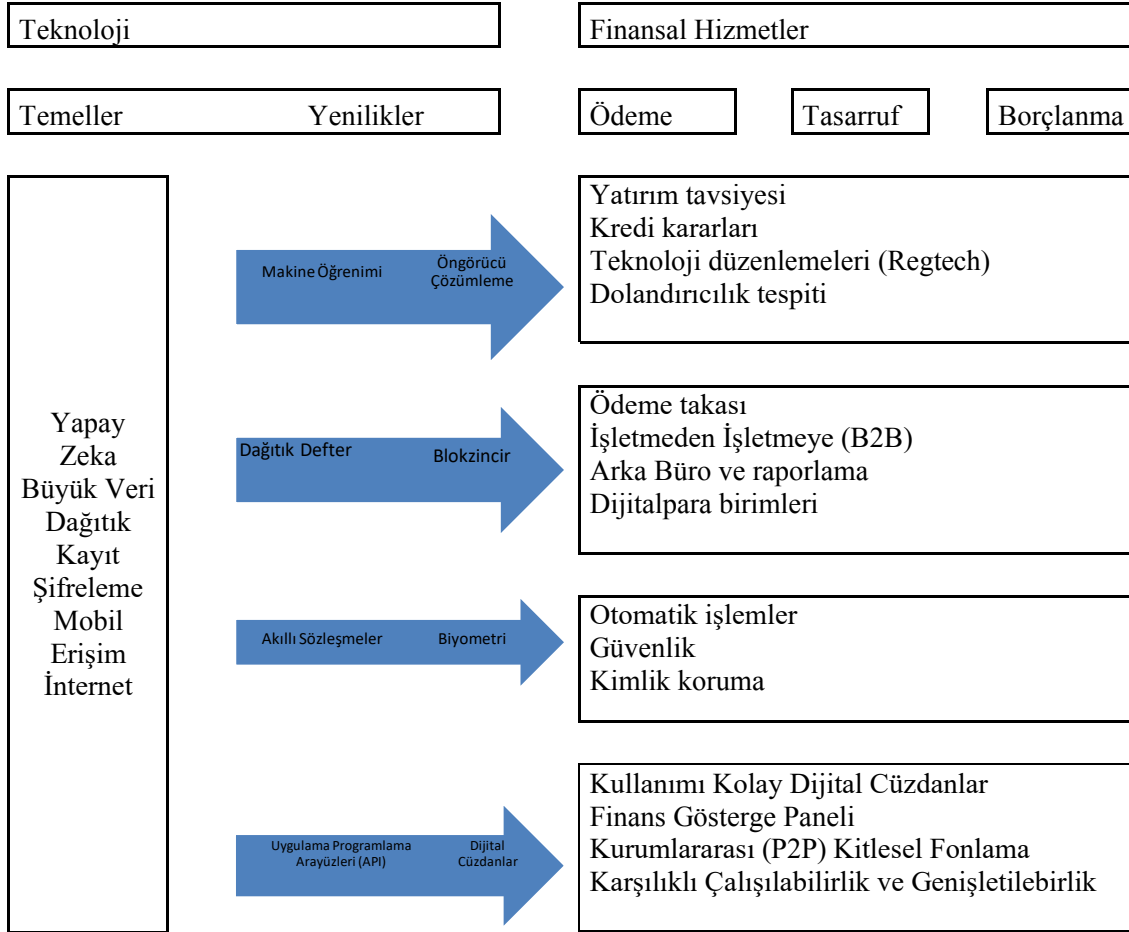 Teknoloji
Finansal Hizmetler
Temeller Yenilikler
Ödeme
Tasarruf
Borçlanma
Yapay
Zeka
Büyük Veri
Dağıtık
Kayıt
Şifreleme
Mobil
Erişim
İnternet
Makine Öğrenimi
Öngörücü
Çözümleme
Yatırım tavsiyesi
Kredi kararları
Teknoloji düzenlemeleri (Regtech)
Dolandırıcılık tespiti
Dağıtık Defter
Blokzincir
Ödeme takası
İşletmeden İşletmeye (B2B)
Arka Büro ve raporlama
Dijitalpara birimleri
Akıllı Sözleşmeler
Biyometri
Otomatik işlemler
Güvenlik
Kimlik koruma
Uygulama Programlama
Arayüzleri (API)
Dijital
Cüzdanlar
Kullanımı Kolay Dijital Cüzdanlar
Finans Gösterge Paneli
Kurumlararası (P2P) Kitlesel Fonlama
Karşılıklı Çalışılabilirlik ve Genişletilebirlik